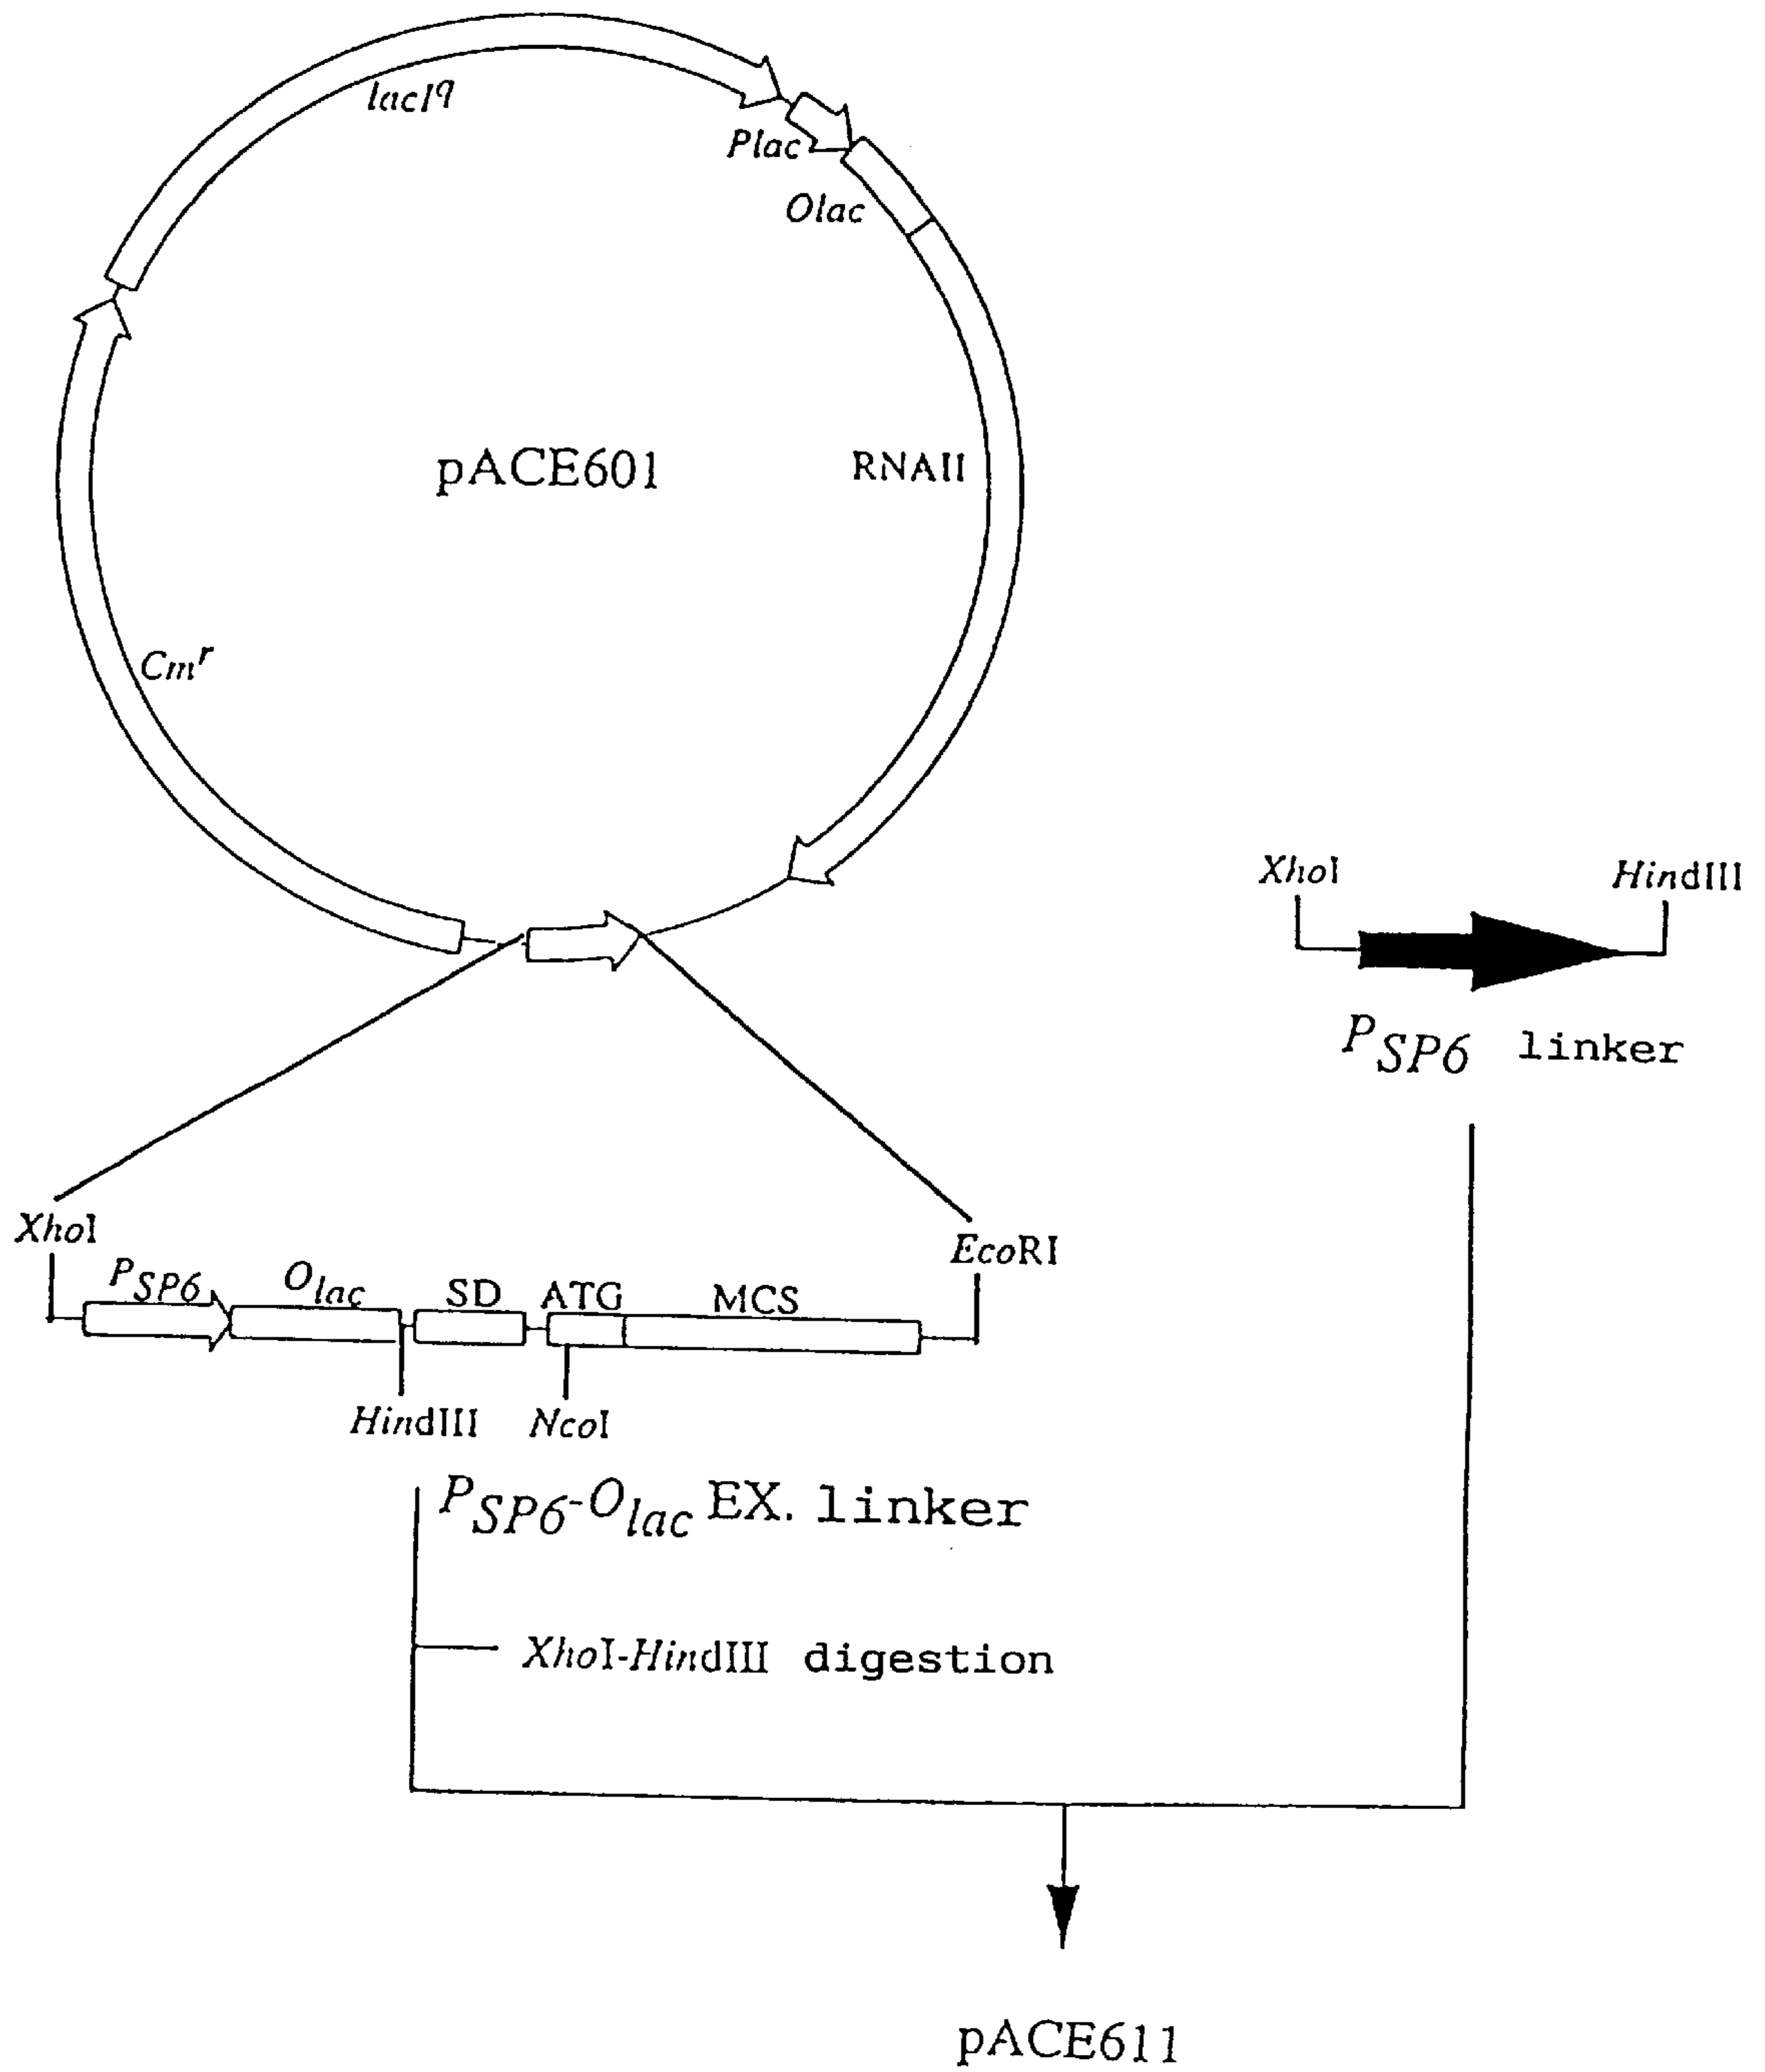 lacIq
Plac
Olac
pACE601
RNAII
Cmr
XhoI
HindIII
PSP6 linker
XhoI
EcoRI
PSP6
Olac
SD
ATG
MCS
HindIII
NcoI
PSP6-Olac EX. linker
XhoI-HindIII digestion
pACE611